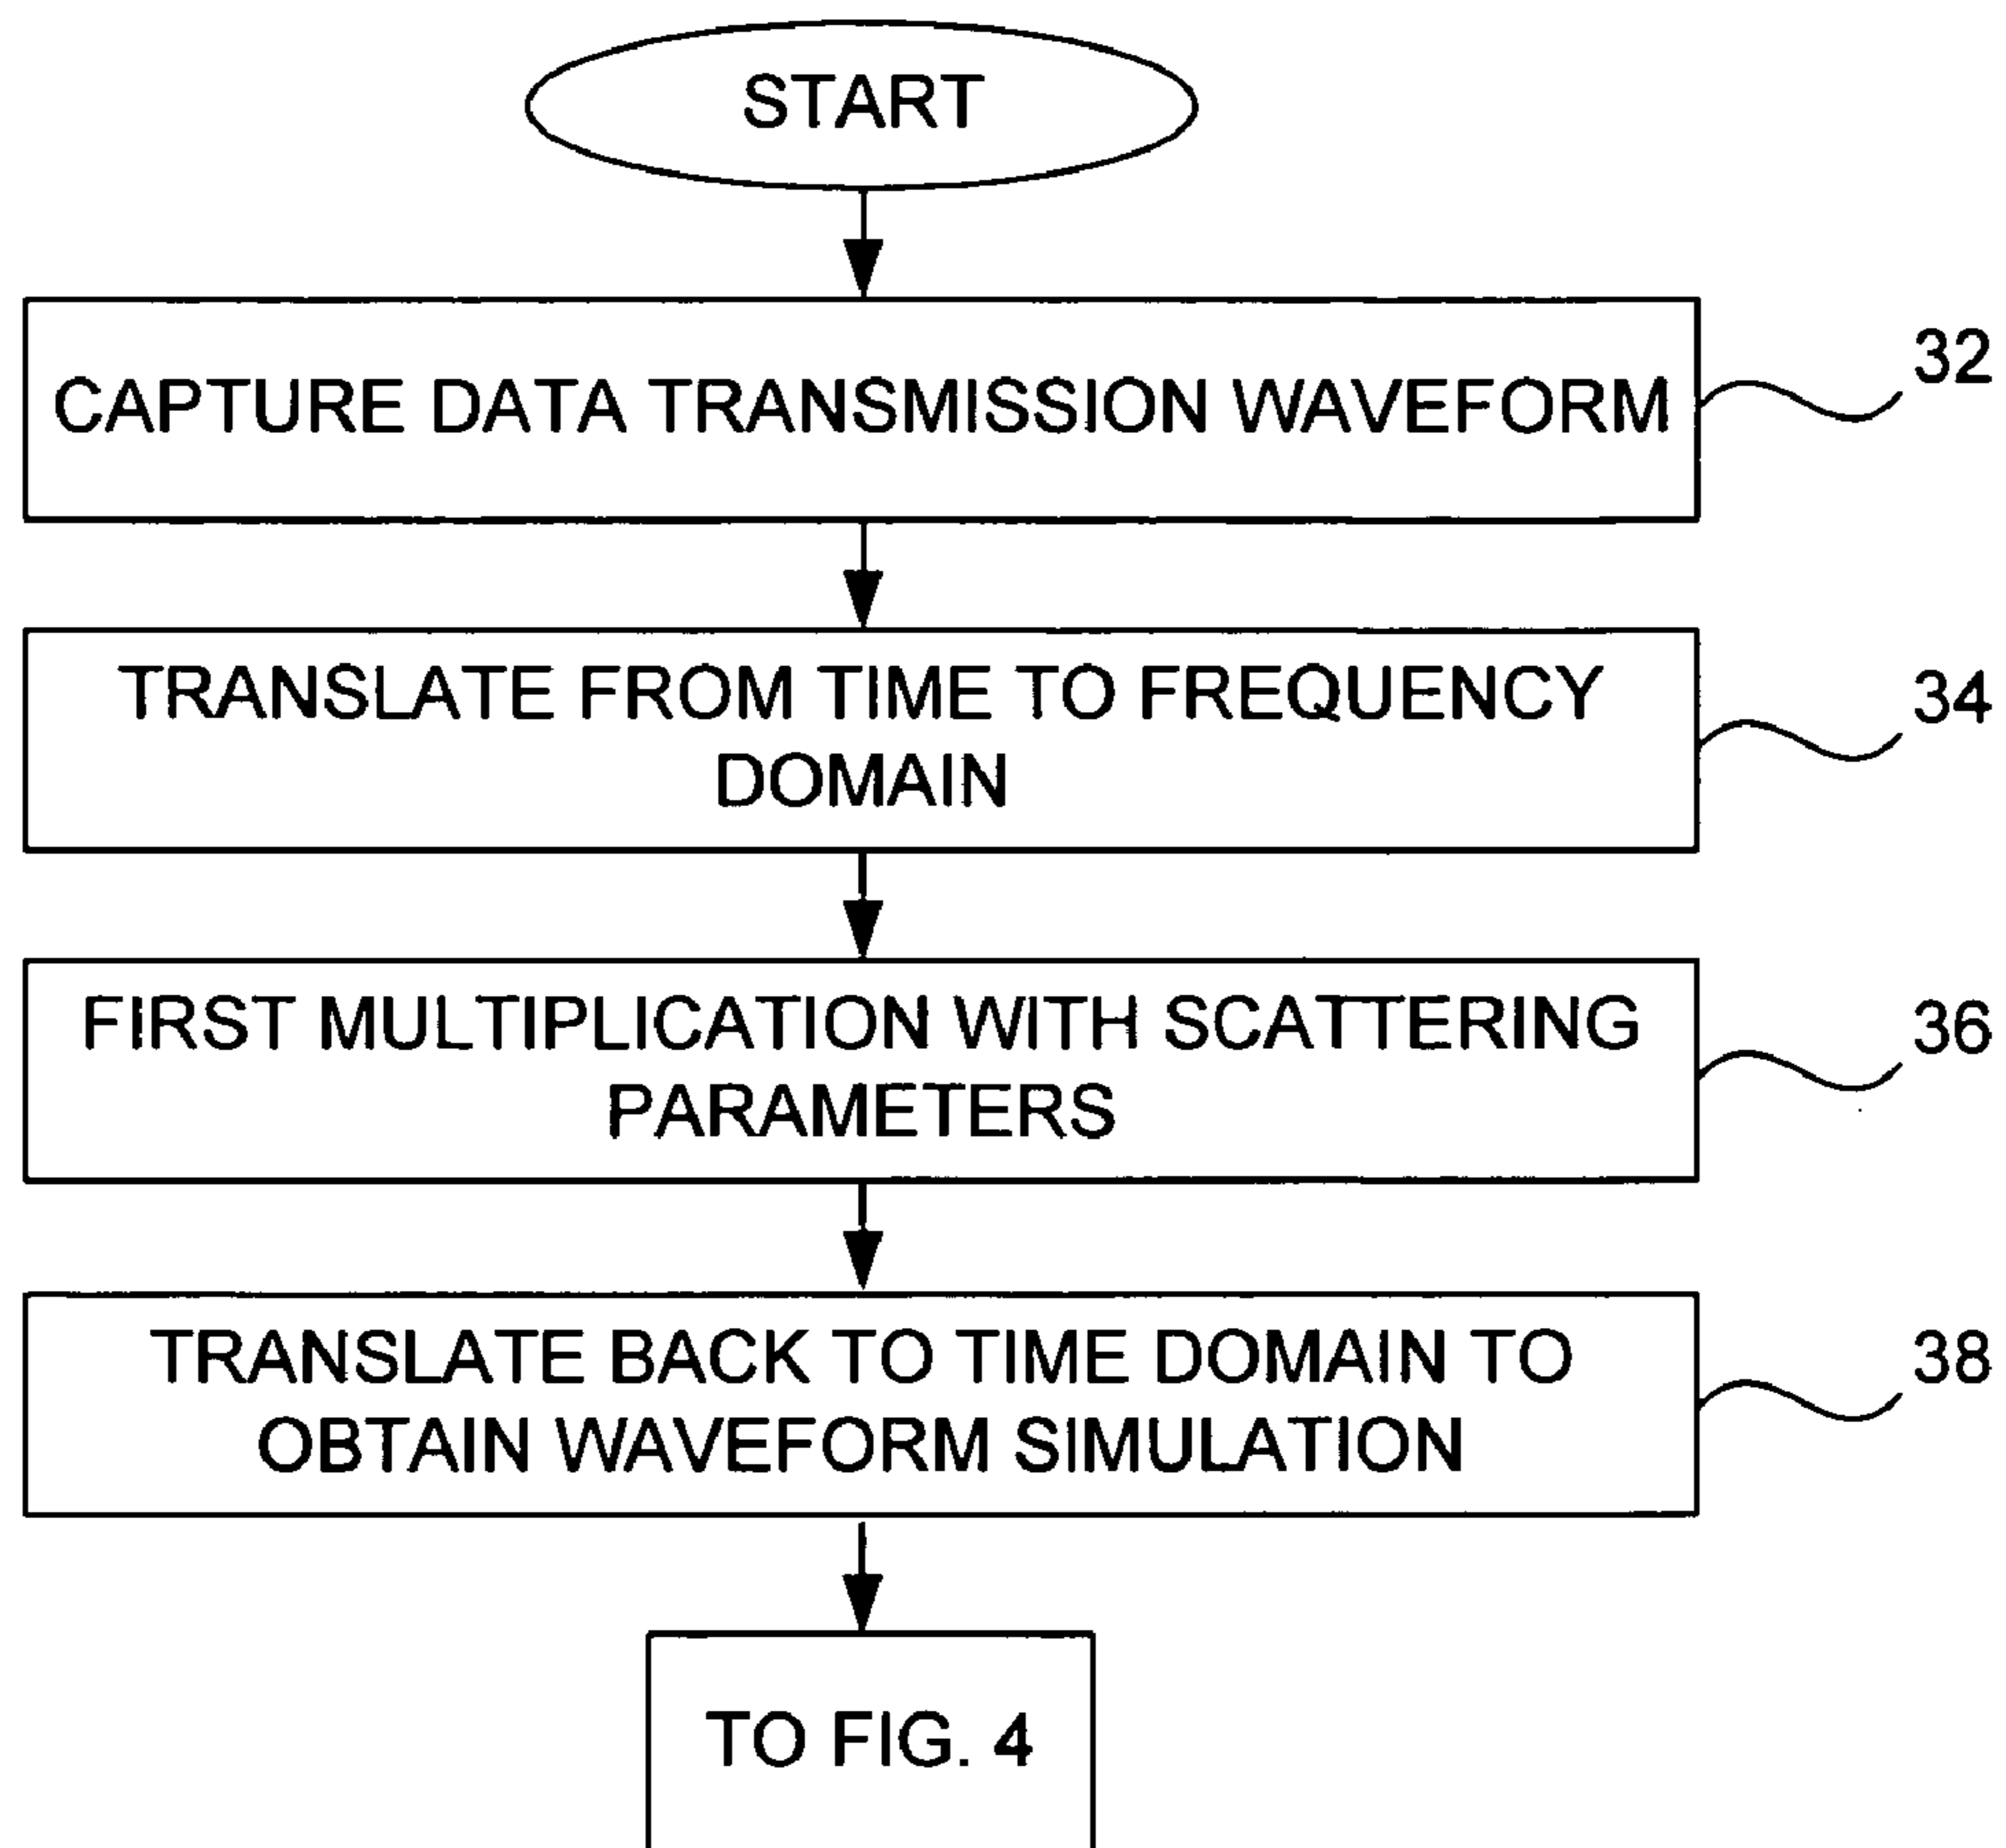 START
CAPTURE DATA TRANSMISSION WAVEFORM
32
TRANSLATE FROM TIME TO FREQUENCY
DOMAIN
34
FIRST MULTIPLICATION WITH SCATTERING
PARAMETERS
36
TRANSLATE BACK TO TIME DOMAIN TO
OBTAIN WAVEFORM SIMULATION
38
TO FIG. 4